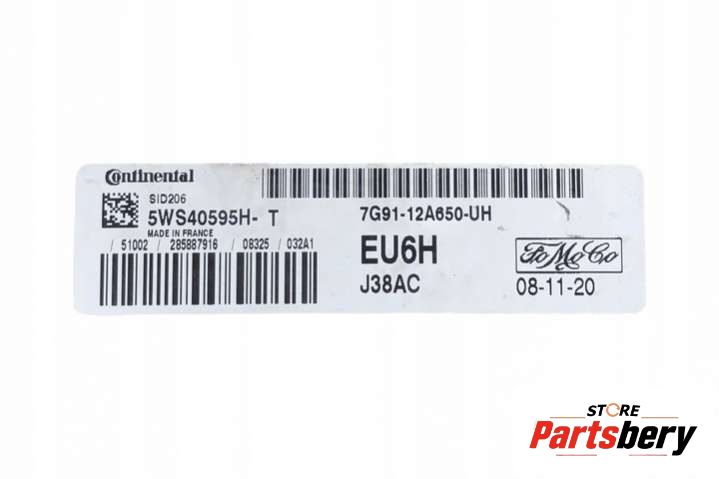 Continental
SID206
5WS40595H- T
MADE IN FRANCE
/ 51002 / 285887916 / 08325 / 032A1
7G91-12A650-UH
EU6H
J38AC
FoMoCo
08-11-20
STORE
Partsbery